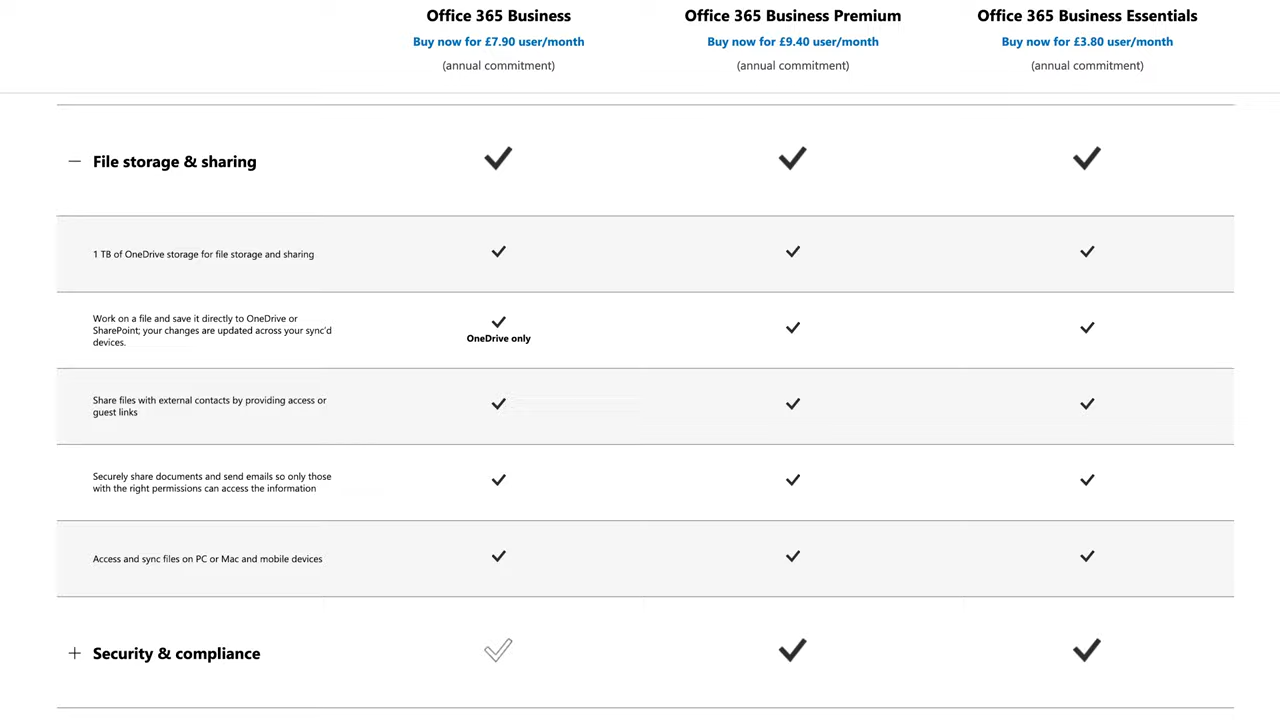 Office 365 Business
Office 365 Business Premium
Office 365 Business Essentials
Buy now for £7.90 user/month
Buy now for £9.40 user/month
Buy now for £3.80 user/month
(annual commitment)
(annual commitment)
(annual commitment)
File storage & sharing
1 TB of OneDrive storage for file storage and sharing
Work on a file and save it directly to OneDrive or
SharePoint; your changes are updated across your sync'd
devices.
OneDrive only
Share files with external contacts by providing access or
guest links
Securely share documents and send emails so only those
with the right permissions can access the information
Access and sync files on PC or Mac and mobile devices
Security & compliance